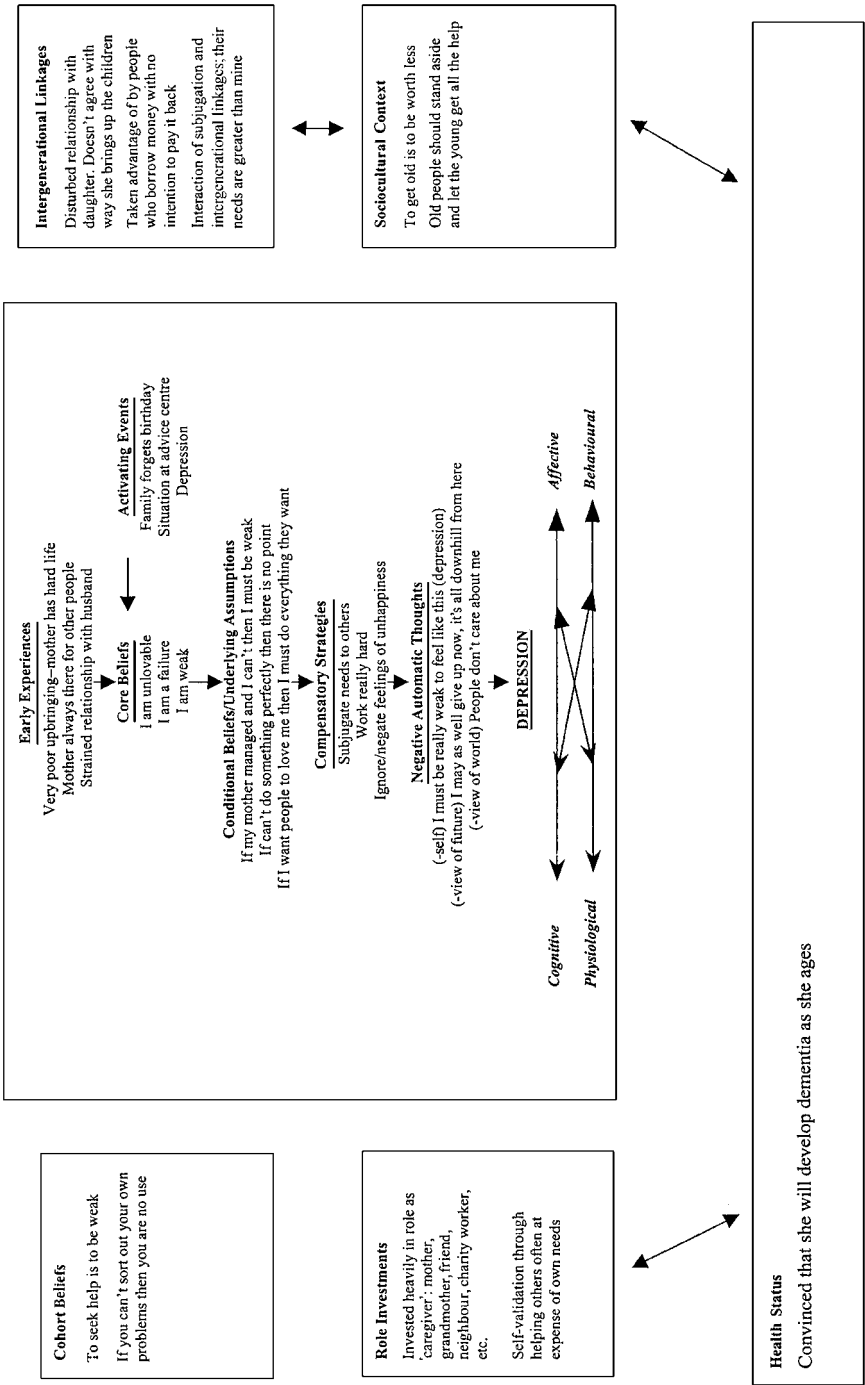 Cohort Beliefs
To seek help is to be weak
If you can't sort out your own
problems then you are no use
Role Investments
Invested heavily in role as
'caregiver': mother,
grandmother, friend,
neighbour, charity worker,
etc.
Self-validation through
helping others often at
expense of own needs
Early Experiences
Very poor upbringing–mother has hard life
Mother always there for other people
Strained relationship with husband
Core Beliefs
I am unlovable
I am a failure
I am weak
Activating Events
Family forgets birthday
Situation at advice centre
Depression
Conditional Beliefs/Underlying Assumptions
If my mother managed and I can't then I must be weak
If can't do something perfectly then there is no point
If I want people to love me then I must do everything they want
Compensatory Strategies
Subjugate needs to others
Work really hard
Ignore/negate feelings of unhappiness
Negative Automatic Thoughts
(-self) I must be really weak to feel like this (depression)
(-view of future) I may as well give up now, it's all downhill from here
(-view of world) People don't care about me
DEPRESSION
Cognitive
Affective
Physiological
Behavioural
Intergenerational Linkages
Disturbed relationship with
daughter. Doesn't agree with
way she brings up the children
Taken advantage of by people
who borrow money with no
intention to pay it back
Interaction of subjugation and
intergenerational linkages; their
needs are greater than mine
Sociocultural Context
To get old is to be worth less
Old people should stand aside
and let the young get all the help
Health Status
Convinced that she will develop dementia as she ages